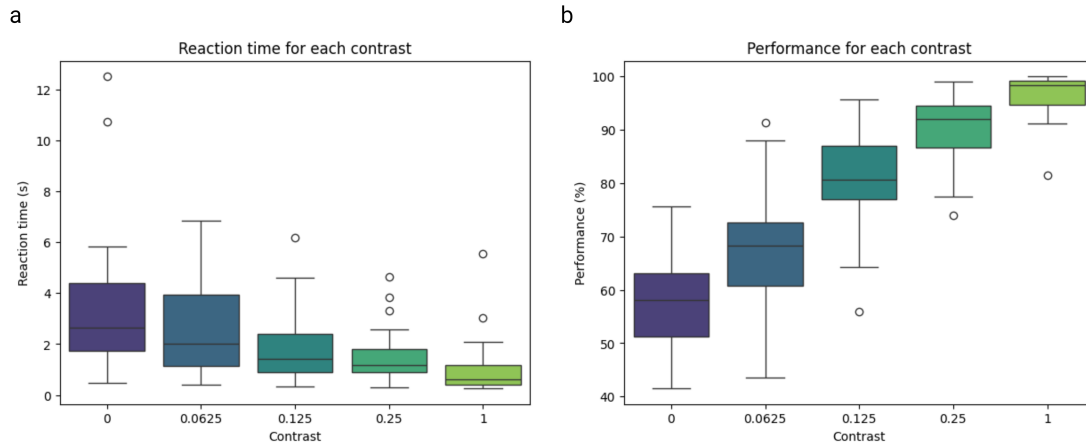 a
Reaction time for each contrast
12
10
8
6
4
2
0
Reaction time (s)
0 0.0625 0.125 0.25 1
Contrast
b
Performance for each contrast
100
90
80
70
60
50
40
Performance (%)
0 0.0625 0.125 0.25 1
Contrast